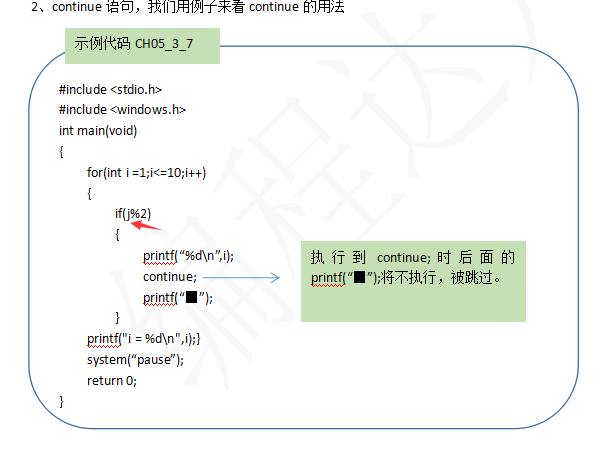 2、continue 语句，我们用例子来看 continue 的用法
示例代码 CH05_3_7
#include <stdio.h>
#include <windows.h>
int main(void)
{
for(int i =1;i<=10;i++)
{
if(j%2)
{
printf(“%d\n”,i);
continue;
printf(“■”);
}
printf("i = %d\n",i);}
system(“pause”);
return 0;
}
执行到 continue; 时后面的
printf(“■”);将不执行，被跳过。
编程达